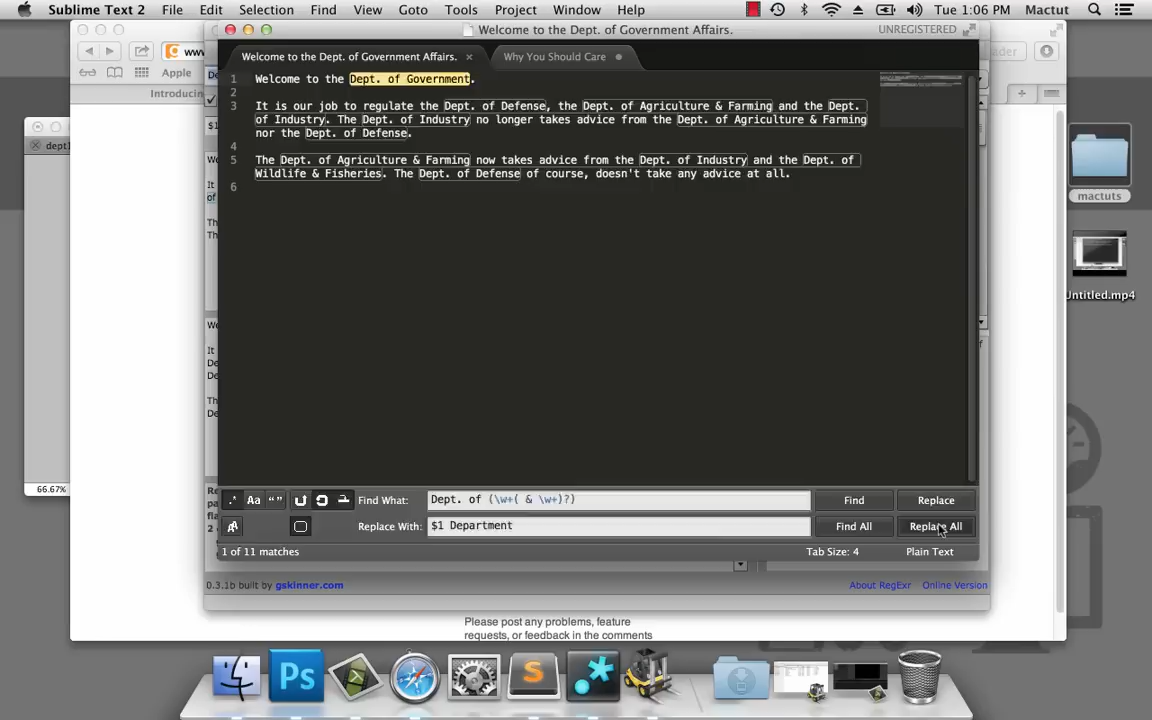 Sublime Text 2 File Edit Selection Find View Goto Tools Project Window Help Tue 1:06 PM Mactut
Welcome to the Dept. of Government Affairs. UNREGISTERED
Welcome to the Dept. of Government Affairs. × Why You Should Care
www
Apple
Introducing
dept1
66.67%
1 Welcome to the Dept. of Government.
2
3 It is our job to regulate the Dept. of Defense, the Dept. of Agriculture & Farming and the Dept.
of Industry. The Dept. of Industry no longer takes advice from the Dept. of Agriculture & Farming
nor the Dept. of Defense.
4
5 The Dept. of Agriculture & Farming now takes advice from the Dept. of Industry and the Dept. of
Wildlife & Fisheries. The Dept. of Defense of course, doesn't take any advice at all.
6
mactuts
Untitled.mp4
.* Aa “” Find What: Dept. of (\w+( & \w+)?) Find Replace
Replace With: $1 Department Find All Replace All
1 of 11 matches Tab Size: 4 Plain Text
0.3.1b built by gskinner.com About RegExr Online Version
Please post any problems, feature
requests, or feedback in the comments
Ps
S